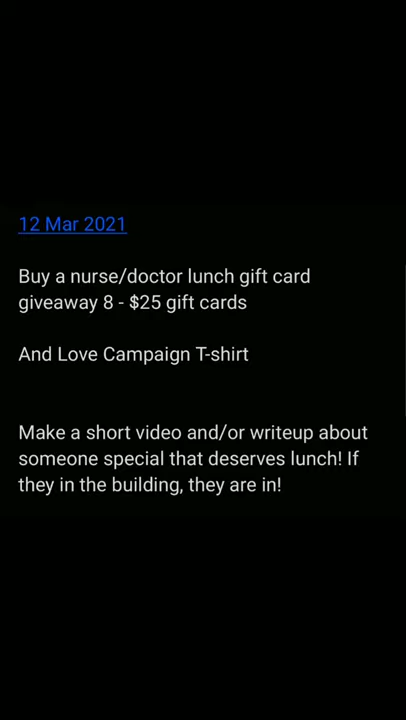 12 Mar 2021
Buy a nurse/doctor lunch gift card
giveaway 8 - $25 gift cards
And Love Campaign T-shirt
Make a short video and/or writeup about
someone special that deserves lunch! If
they in the building, they are in!